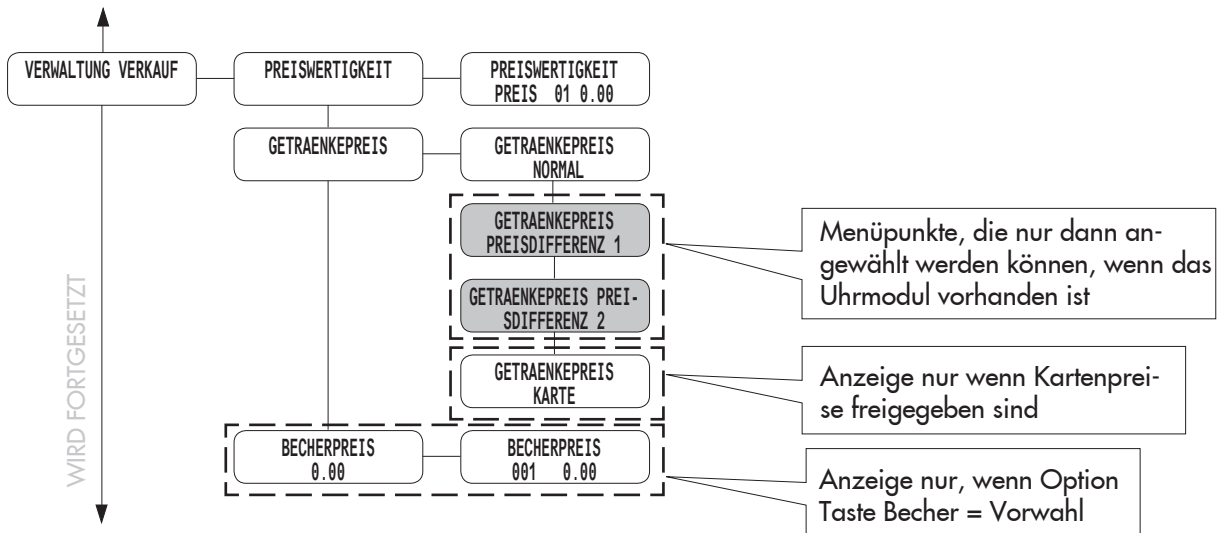 VERWALTUNG VERKAUF
PREISWERTIGKEIT
PREISWERTIGKEIT
PREIS 01 0.00
GETRAENKEPREIS
GETRAENKEPREIS
NORMAL
GETRAENKEPREIS
PREISDIFFERENZ 1
GETRAENKEPREIS PREI-
SDIFFERENZ 2
GETRAENKEPREIS
KARTE
BECHERPREIS
0.00
BECHERPREIS
001 0.00
Menüpunkte, die nur dann an-
gewählt werden können, wenn das
Uhrmodul vorhanden ist
Anzeige nur wenn Kartenprei-
se freigegeben sind
Anzeige nur, wenn Option
Taste Becher = Vorwahl
WIRD FORTGESETZT